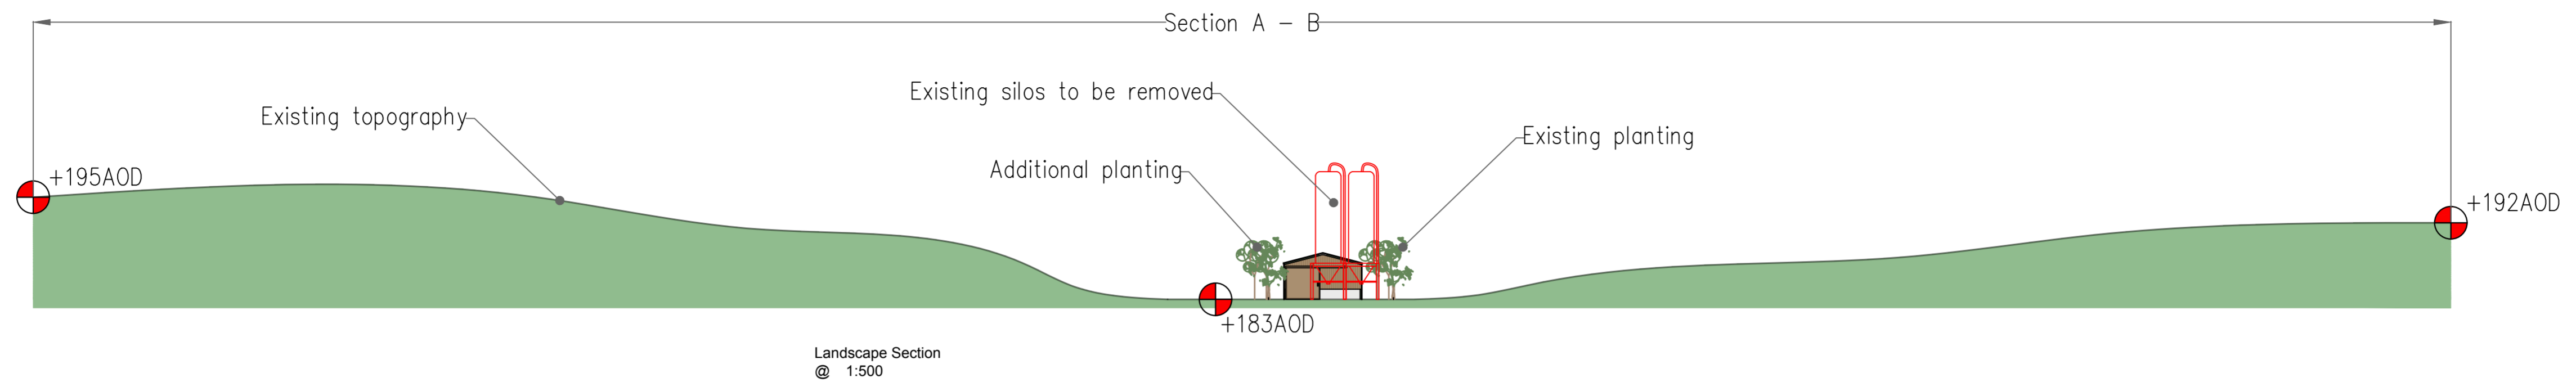 Section A - B
Existing silos to be removed
Existing topography
Existing planting
Additional planting
+195AOD
+192AOD
+183AOD
Landscape Section
@ 1:500